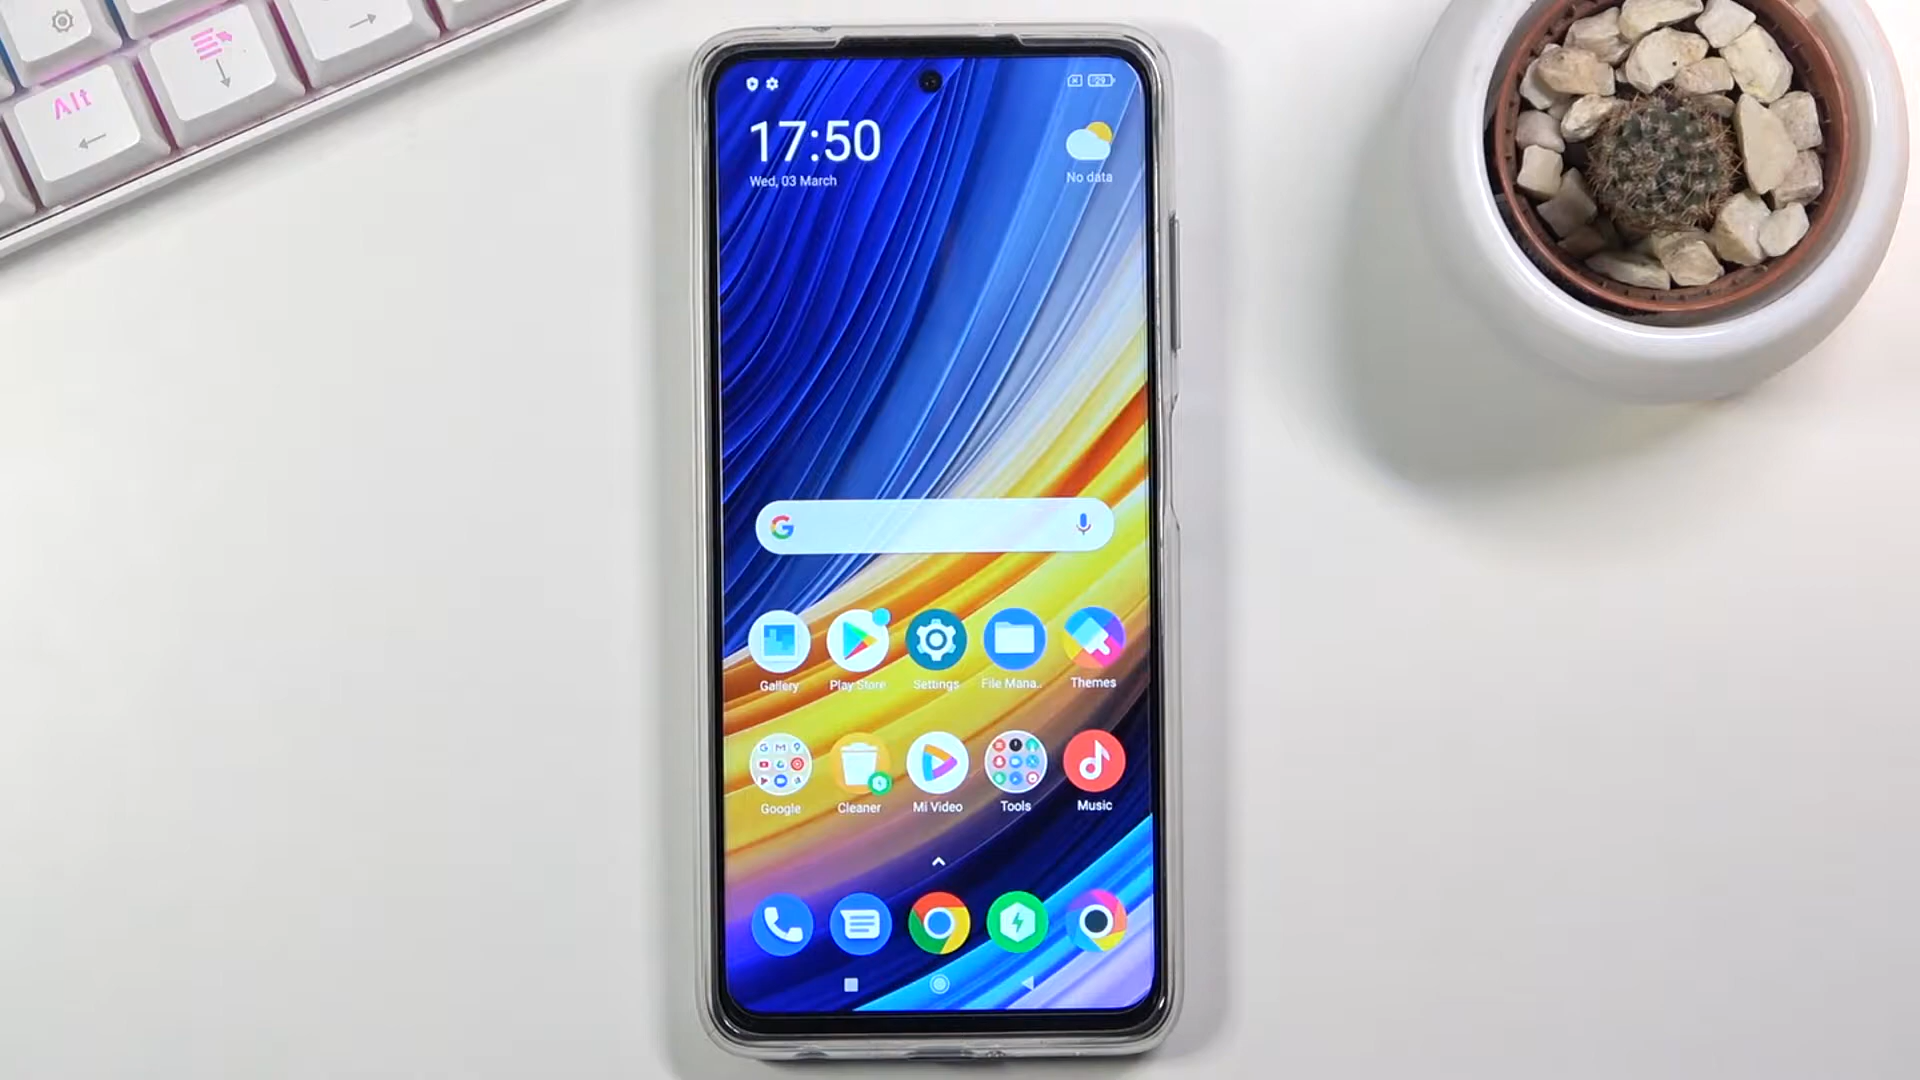 Alt
29
17:50
Wed, 03 March
No data
G
Gallery
Play Store
Settings
File Mana..
Themes
Google
Cleaner
Mi Video
Tools
Music